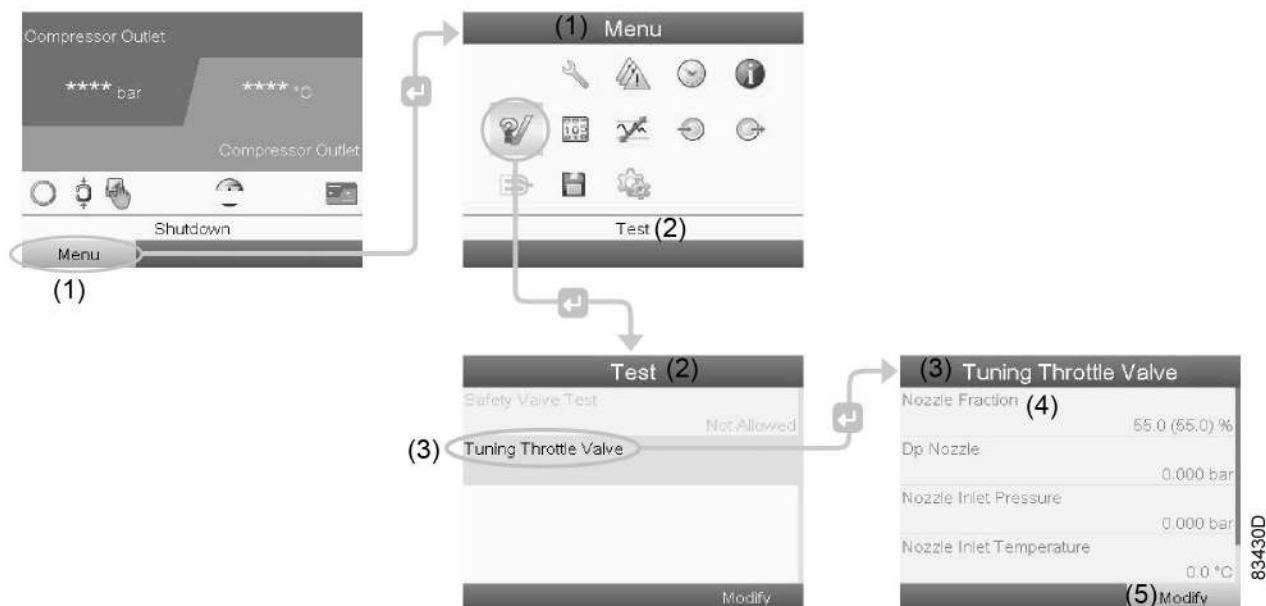 Compressor Outlet
**** bar
**** °C
Compressor Outlet
Shutdown
Menu
(1)
(1) Menu
Test (2)
Test (2)
Safety Valve Test
Not Allowed
(3) Tuning Throttle Valve
Modify
(3) Tuning Throttle Valve
Nozzle Fraction (4)
55.0 (55.0) %
Dp Nozzle
0.000 bar
Nozzle Inlet Pressure
0.000 bar
Nozzle Inlet Temperature
0.0 °C
(5) Modify
83430D